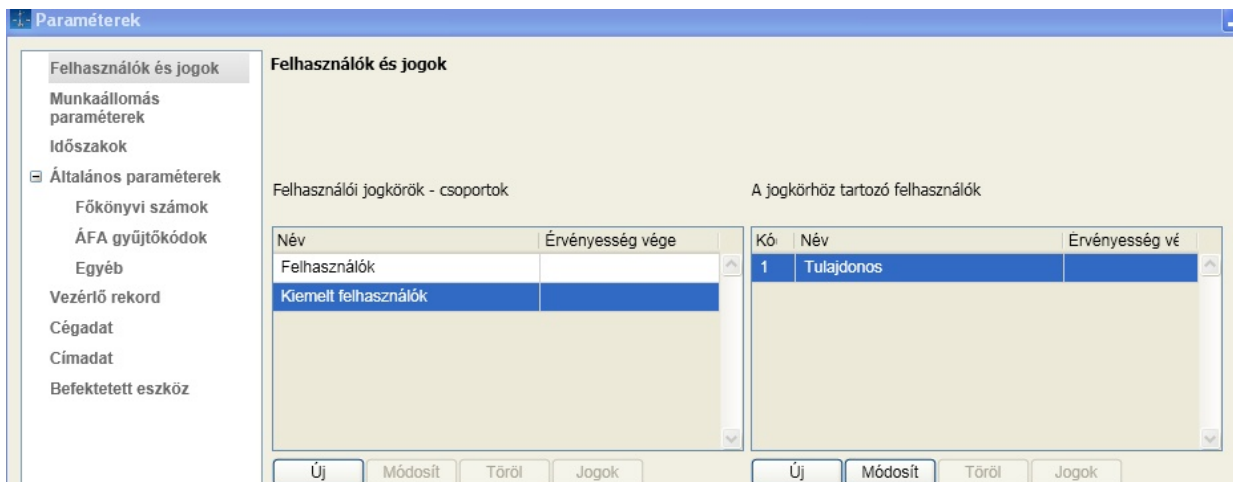 Paraméterek
Felhasználók és jogok
Munkaállomás
paraméterek
Időszakok
Általános paraméterek
Főkönyvi számok
ÁFA gyűjtőkódok
Egyéb
Vezérlő rekord
Cégadat
Címadat
Befektetett eszköz
Felhasználók és jogok
Felhasználói jogkörök - csoportok
Név Érvényesség vége
Felhasználók
Kiemelt felhasználók
Új Módosít Töröl Jogok
A jogkörhöz tartozó felhasználók
Kó Név Érvényesség vé
1 Tulajdonos
Új Módosít Töröl Jogok